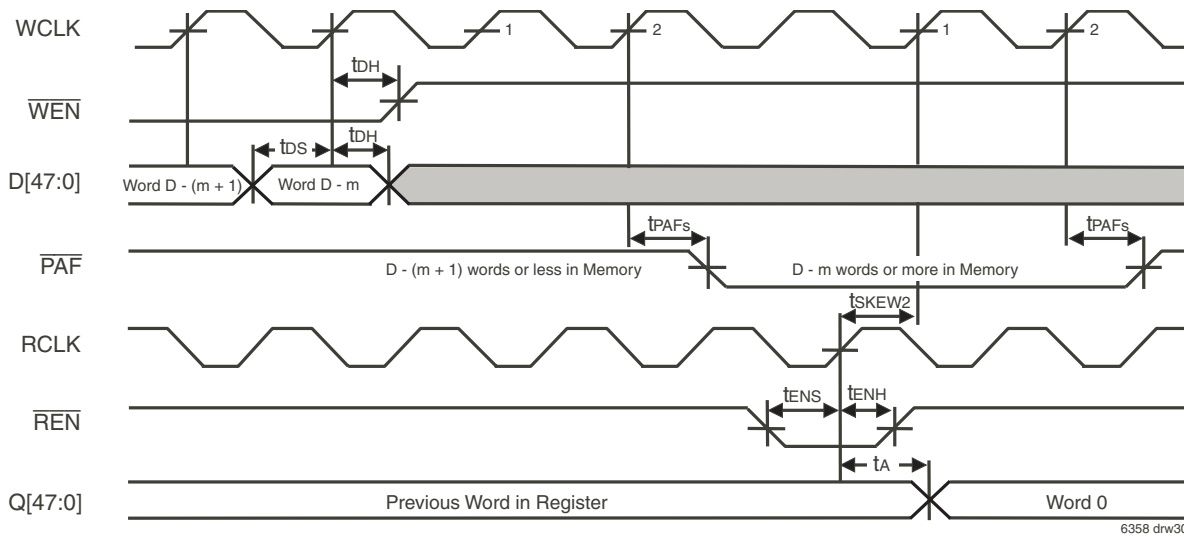 WCLK
1
2
1
2
tDH
WEN
tDS
tDH
D[47:0]
Word D - (m + 1)
Word D - m
tPAFs
tPAFs
PAF
D - (m + 1) words or less in Memory
D - m words or more in Memory
tSKEW2
RCLK
tENS
tENH
REN
tA
Q[47:0]
Previous Word in Register
Word 0
6358 drw30